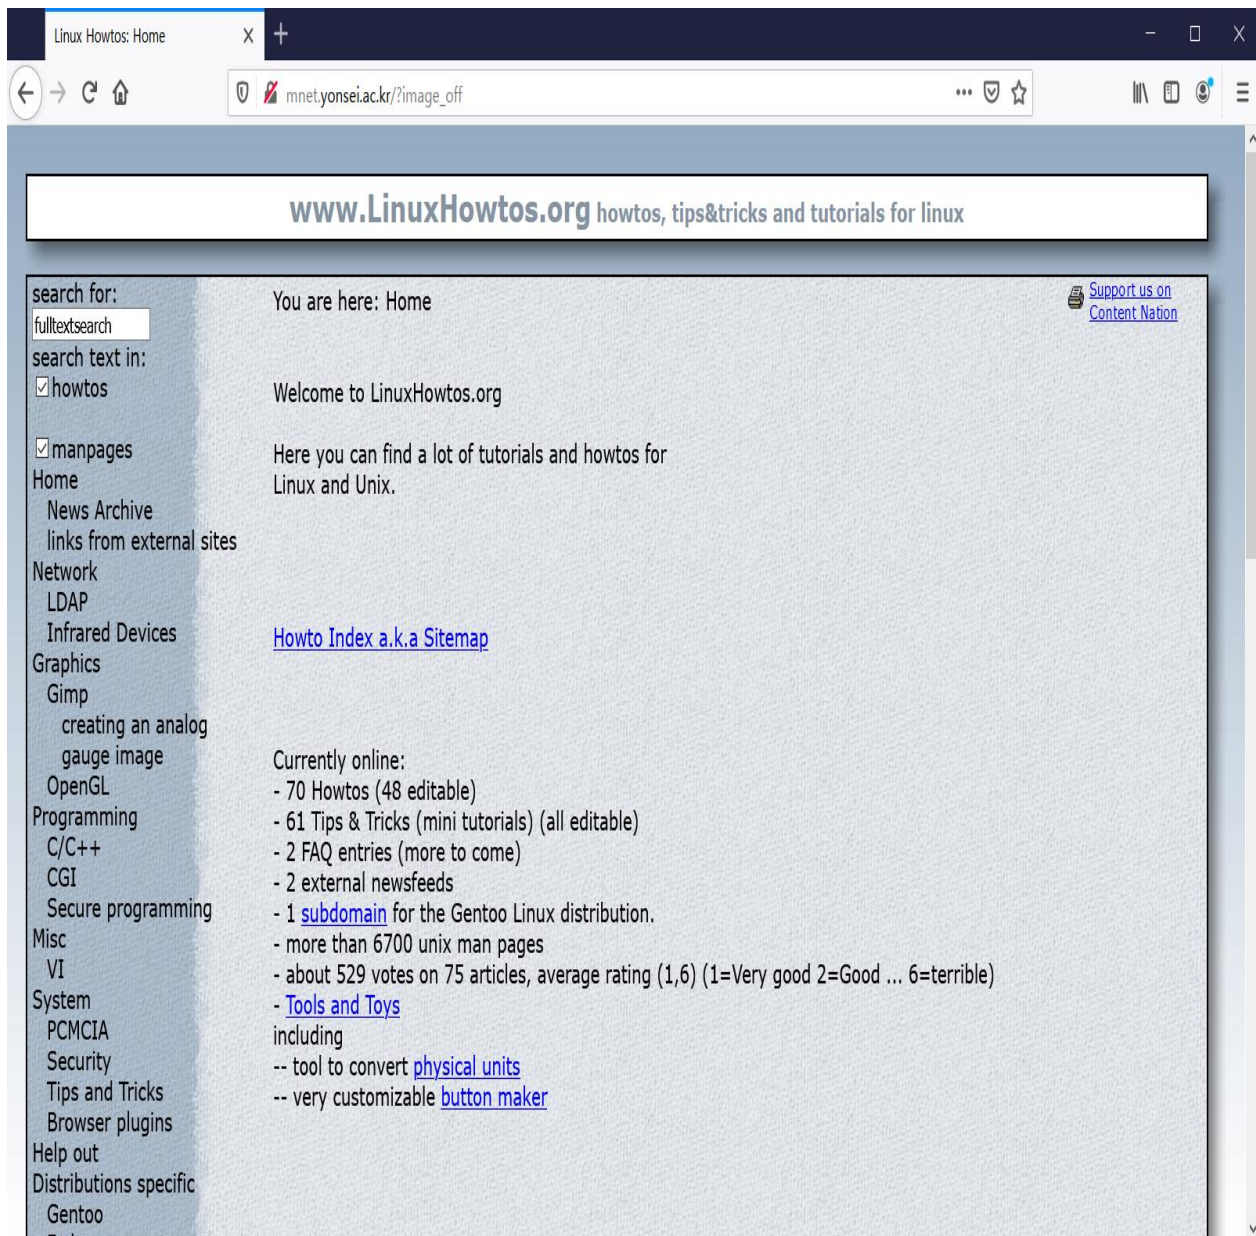 Linux Howtos: Home
mnet.yonsei.ac.kr/?image_off
www.LinuxHowtos.org howtos, tips&tricks and tutorials for linux
search for:
fulltextsearch
search text in:
howtos
manpages
Home
News Archive
links from external sites
Network
LDAP
Infrared Devices
Graphics
Gimp
creating an analog
gauge image
OpenGL
Programming
C/C++
CGI
Secure programming
Misc
VI
System
PCMCIA
Security
Tips and Tricks
Browser plugins
Help out
Distributions specific
Gentoo
You are here: Home
Support us on
Content Nation
Welcome to LinuxHowtos.org
Here you can find a lot of tutorials and howtos for
Linux and Unix.
Howto Index a.k.a Sitemap
Currently online:
- 70 Howtos (48 editable)
- 61 Tips & Tricks (mini tutorials) (all editable)
- 2 FAQ entries (more to come)
- 2 external newsfeeds
- 1 subdomain for the Gentoo Linux distribution.
- more than 6700 unix man pages
- about 529 votes on 75 articles, average rating (1,6) (1=Very good 2=Good ... 6=terrible)
- Tools and Toys
including
-- tool to convert physical units
-- very customizable button maker